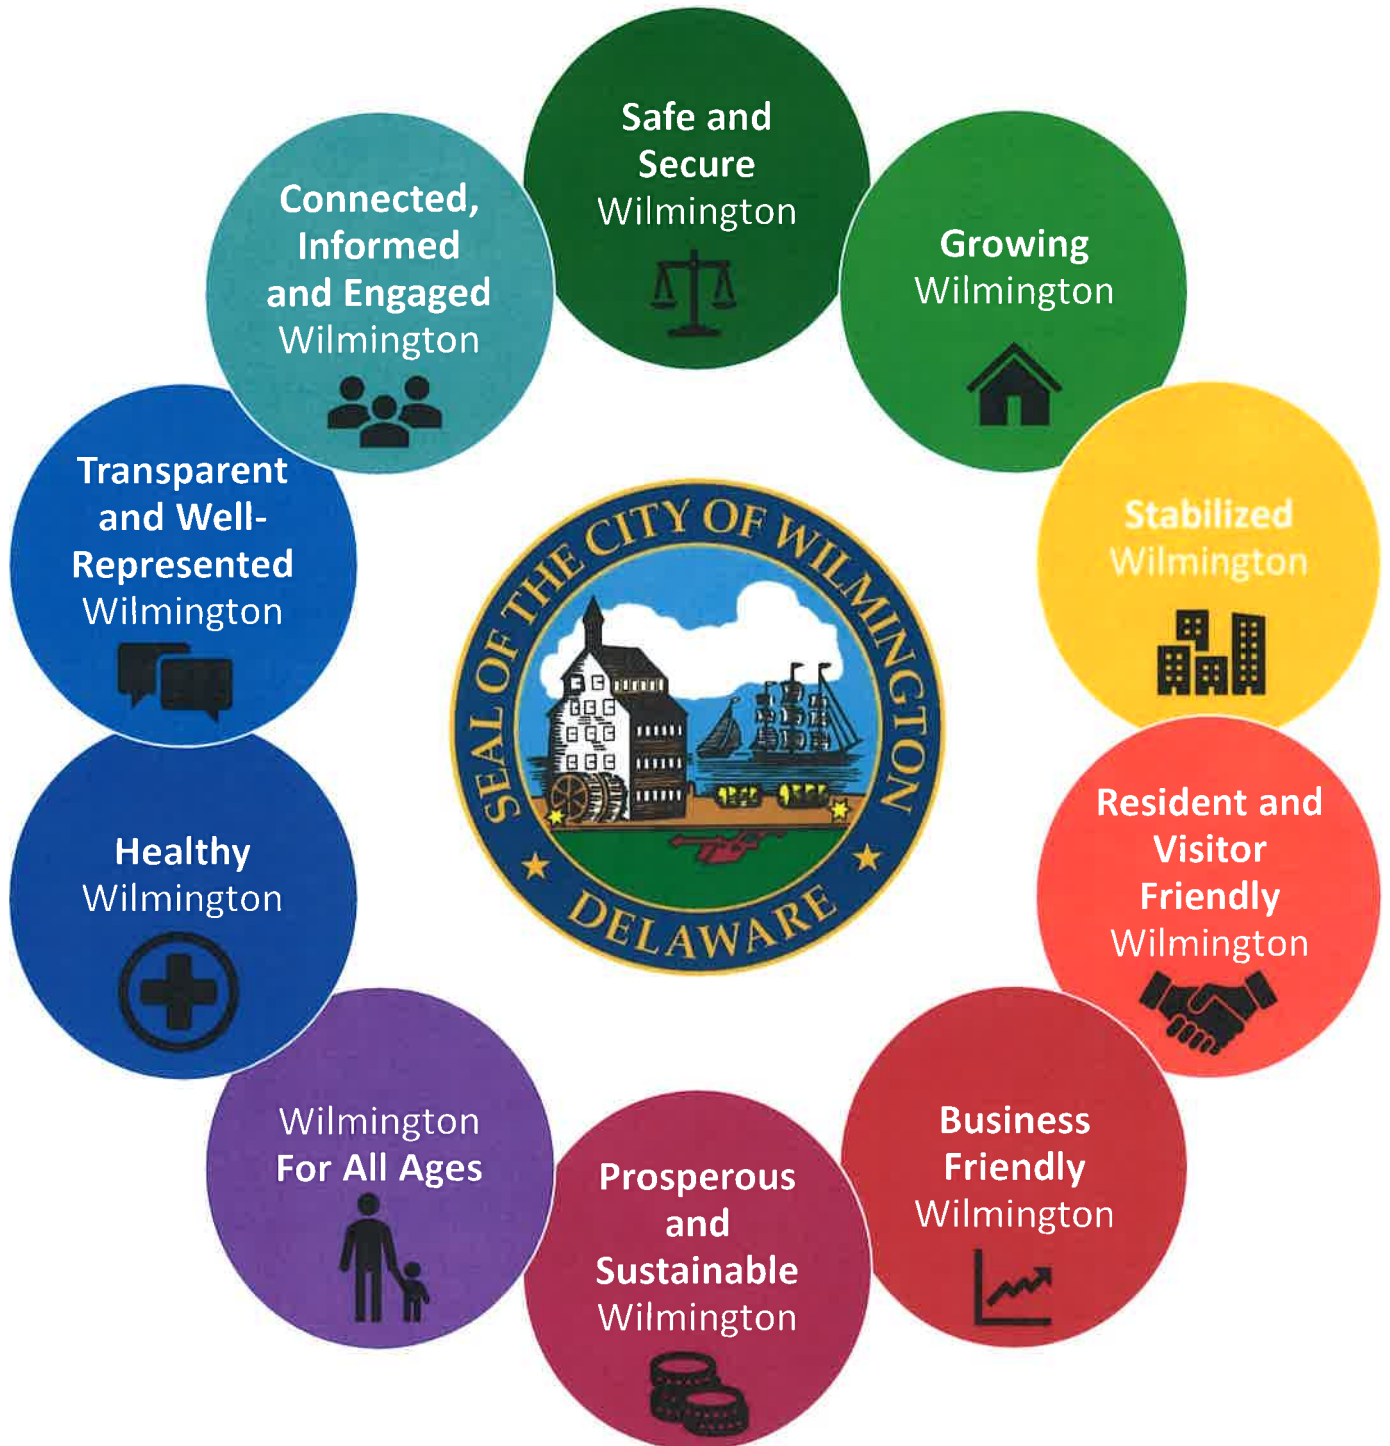 Safe and
Secure
Wilmington
Growing
Wilmington
Stabilized
Wilmington
Resident and
Visitor
Friendly
Wilmington
Business
Friendly
Wilmington
Prosperous
and
Sustainable
Wilmington
Wilmington
For All Ages
Healthy
Wilmington
Transparent
and Well-
Represented
Wilmington
Connected,
Informed
and Engaged
Wilmington
SEAL OF THE CITY OF WILMINGTON
DELAWARE